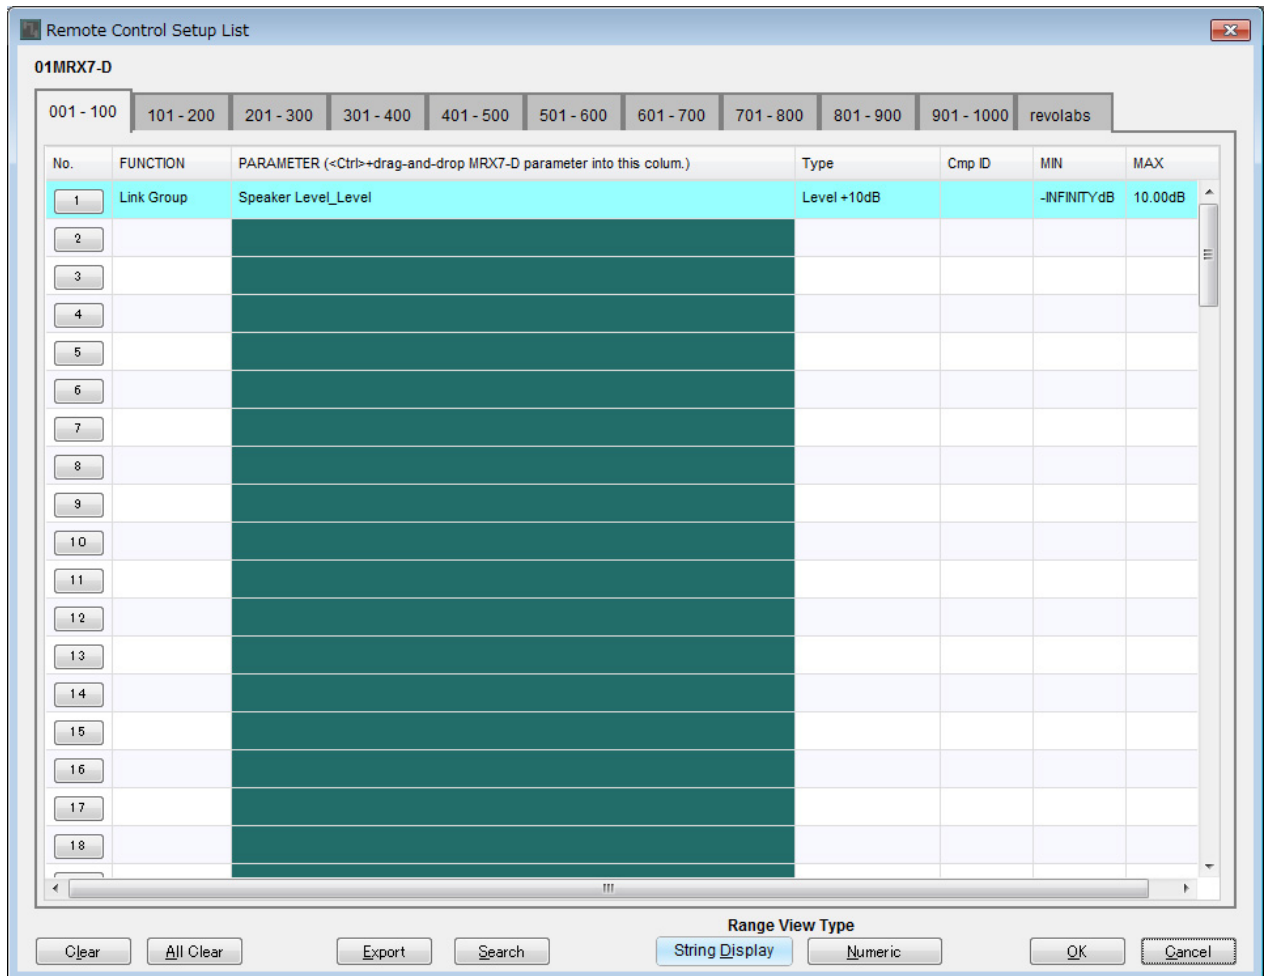 Remote Control Setup List
01MRX7-D
001 - 100 101 - 200 201 - 300 301 - 400 401 - 500 501 - 600 601 - 700 701 - 800 801 - 900 901 - 1000 revolabs
No. FUNCTION PARAMETER (<Ctrl>+drag-and-drop MRX7-D parameter into this colum.) Type Cmp ID MIN MAX
1 Link Group Speaker Level_Level Level +10dB -INFINITYdB 10.00dB
2
3
4
5
6
7
8
9
10
11
12
13
14
15
16
17
18
Range View Type
Clear All Clear Export Search String Display Numeric OK Cancel